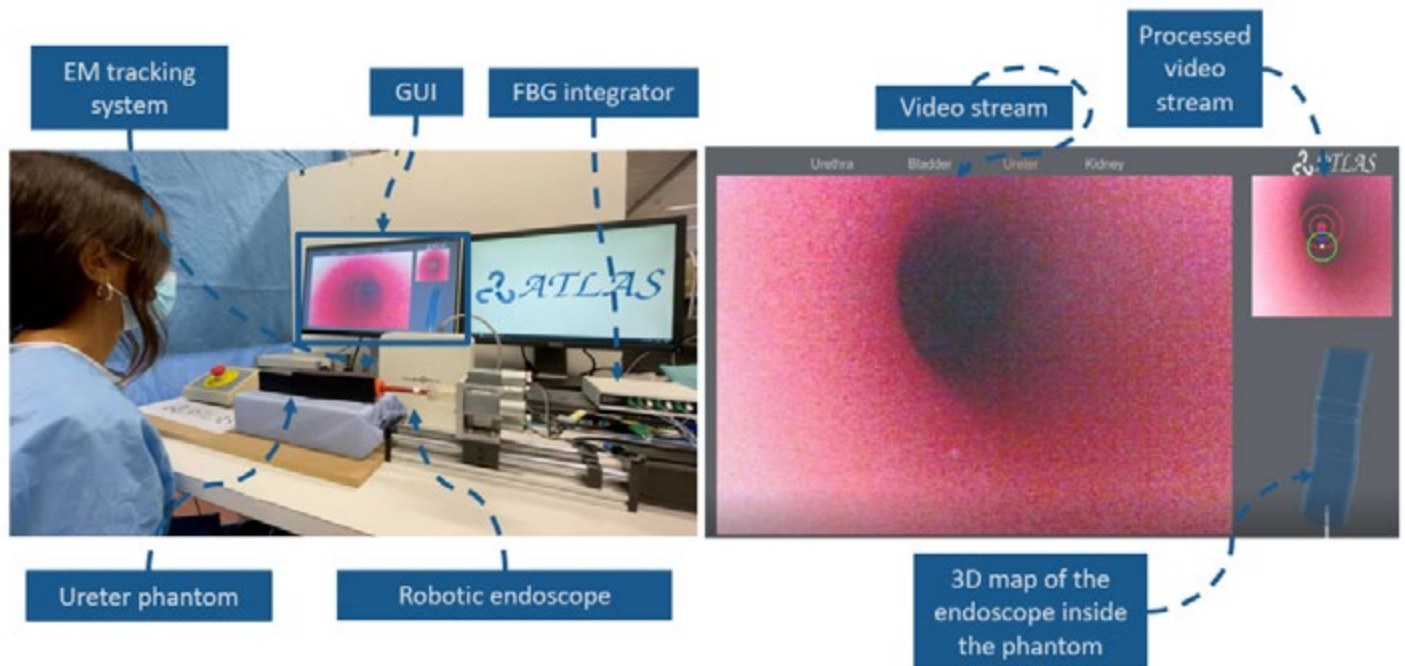 EM tracking
system
GUI
FBG integrator
Video stream
Processed
video
stream
Urethra Bladder Ureter Kidney
ATLAS
ATLAS
Ureter phantom
Robotic endoscope
3D map of the
endoscope inside
the phantom